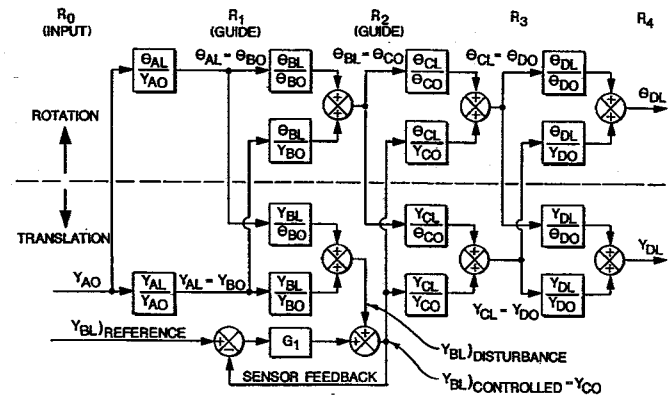 R0 R1 R2 R3 R4
(INPUT) (GUIDE) (GUIDE)
ΘAL ΘAL = ΘBO ΘBL ΘBL = ΘCO ΘCL ΘCL = ΘDO ΘDL
YAO ΘBO ΘCO ΘDO
+ + +
+ + +
ΘDL
ROTATION
ΘBL ΘCL ΘDL
YBO YCO YDO
TRANSLATION
YBL YCL YDL
ΘBO ΘCO ΘDO
+ + +
+ + +
YDL
YAO YAL YAL = YBO YBL YCL YDL
YAO YBO YCO YDO
YCL = YDO
YBL)REFERENCE + − G1 + +
YBL)DISTURBANCE
SENSOR FEEDBACK
YBL)CONTROLLED = YCO